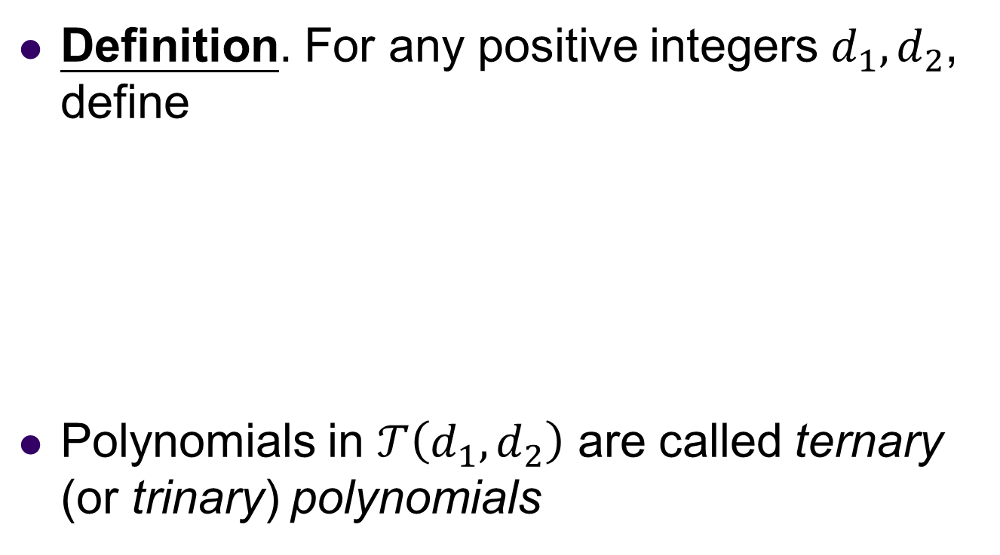 ● Definition. For any positive integers 𝑑₁, 𝑑₂,
define
● Polynomials in 𝒯(𝑑₁, 𝑑₂) are called ternary
(or trinary) polynomials